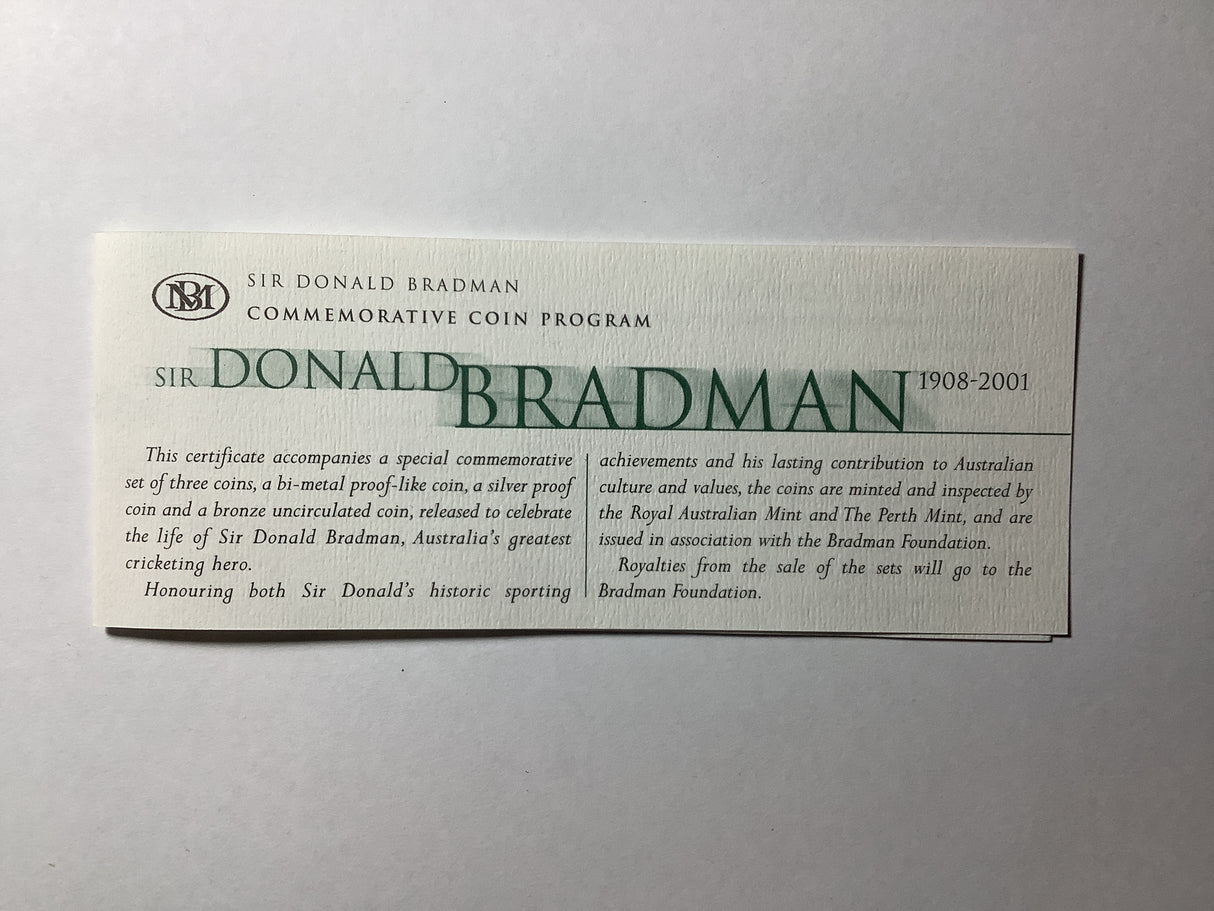 NBM
SIR DONALD BRADMAN
COMMEMORATIVE COIN PROGRAM
SIR DONALD BRADMAN 1908-2001
This certificate accompanies a special commemorative
set of three coins, a bi-metal proof-like coin, a silver proof
coin and a bronze uncirculated coin, released to celebrate
the life of Sir Donald Bradman, Australia's greatest
cricketing hero.
Honouring both Sir Donald's historic sporting
achievements and his lasting contribution to Australian
culture and values, the coins are minted and inspected by
the Royal Australian Mint and The Perth Mint, and are
issued in association with the Bradman Foundation.
Royalties from the sale of the sets will go to the
Bradman Foundation.